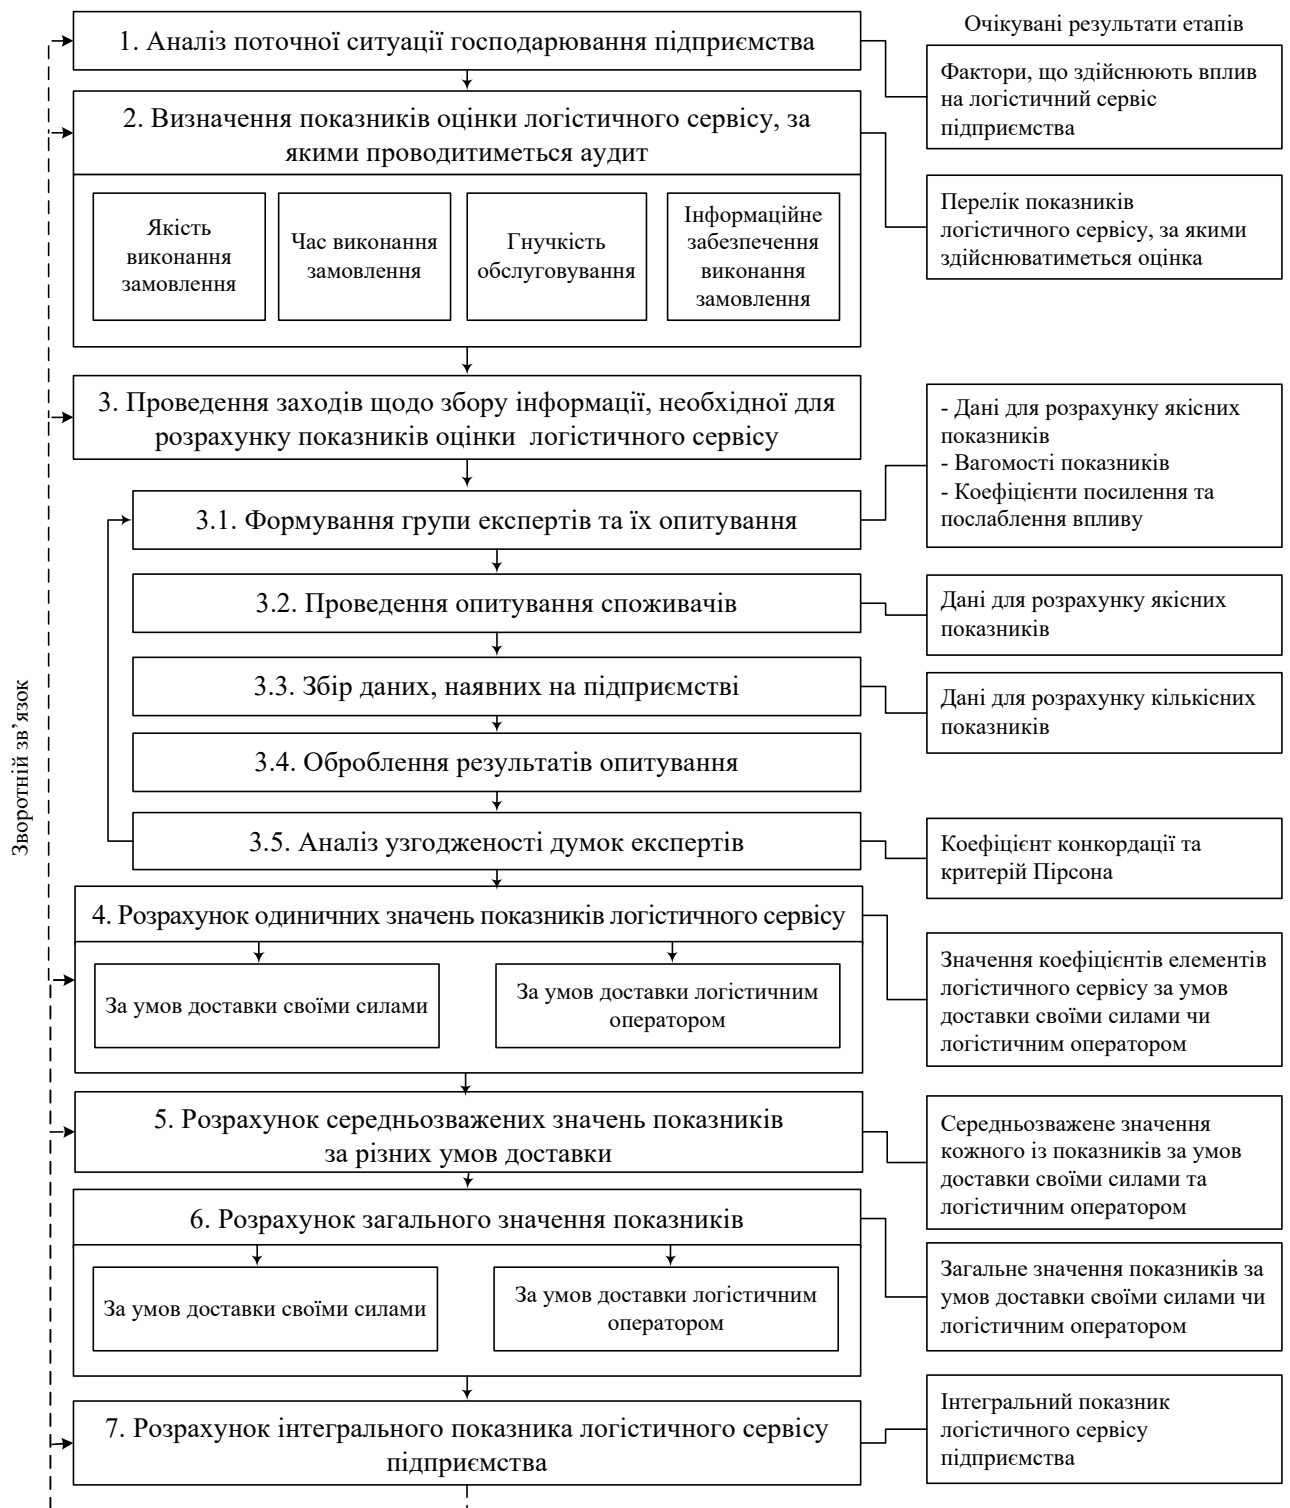 Очікувані результати етапів
1. Аналіз поточної ситуації господарювання підприємства
Фактори, що здійснюють вплив
на логістичний сервіс
підприємства
2. Визначення показників оцінки логістичного сервісу, за
якими проводитиметься аудит
Перелік показників
логістичного сервісу, за якими
здійснюватиметься оцінка
Якість
виконання
замовлення
Час виконання
замовлення
Гнучкість
обслуговування
Інформаційне
забезпечення
виконання
замовлення
3. Проведення заходів щодо збору інформації, необхідної для
розрахунку показників оцінки логістичного сервісу
- Дані для розрахунку якісних
показників
- Вагомості показників
- Коефіцієнти посилення та
послаблення впливу
3.1. Формування групи експертів та їх опитування
3.2. Проведення опитування споживачів
Дані для розрахунку якісних
показників
3.3. Збір даних, наявних на підприємстві
Дані для розрахунку кількісних
показників
3.4. Оброблення результатів опитування
3.5. Аналіз узгодженості думок експертів
Коефіцієнт конкордації та
критерій Пірсона
Зворотній зв’язок
4. Розрахунок одиничних значень показників логістичного сервісу
За умов доставки своїми силами
За умов доставки логістичним
оператором
Значення коефіцієнтів елементів
логістичного сервісу за умов
доставки своїми силами чи
логістичним оператором
5. Розрахунок середньозважених значень показників
за різних умов доставки
Середньозважене значення
кожного із показників за умов
доставки своїми силами та
логістичним оператором
6. Розрахунок загального значення показників
За умов доставки своїми силами
За умов доставки логістичним
оператором
Загальне значення показників за
умов доставки своїми силами чи
логістичним оператором
7. Розрахунок інтегрального показника логістичного сервісу
підприємства
Інтегральний показник
логістичного сервісу
підприємства